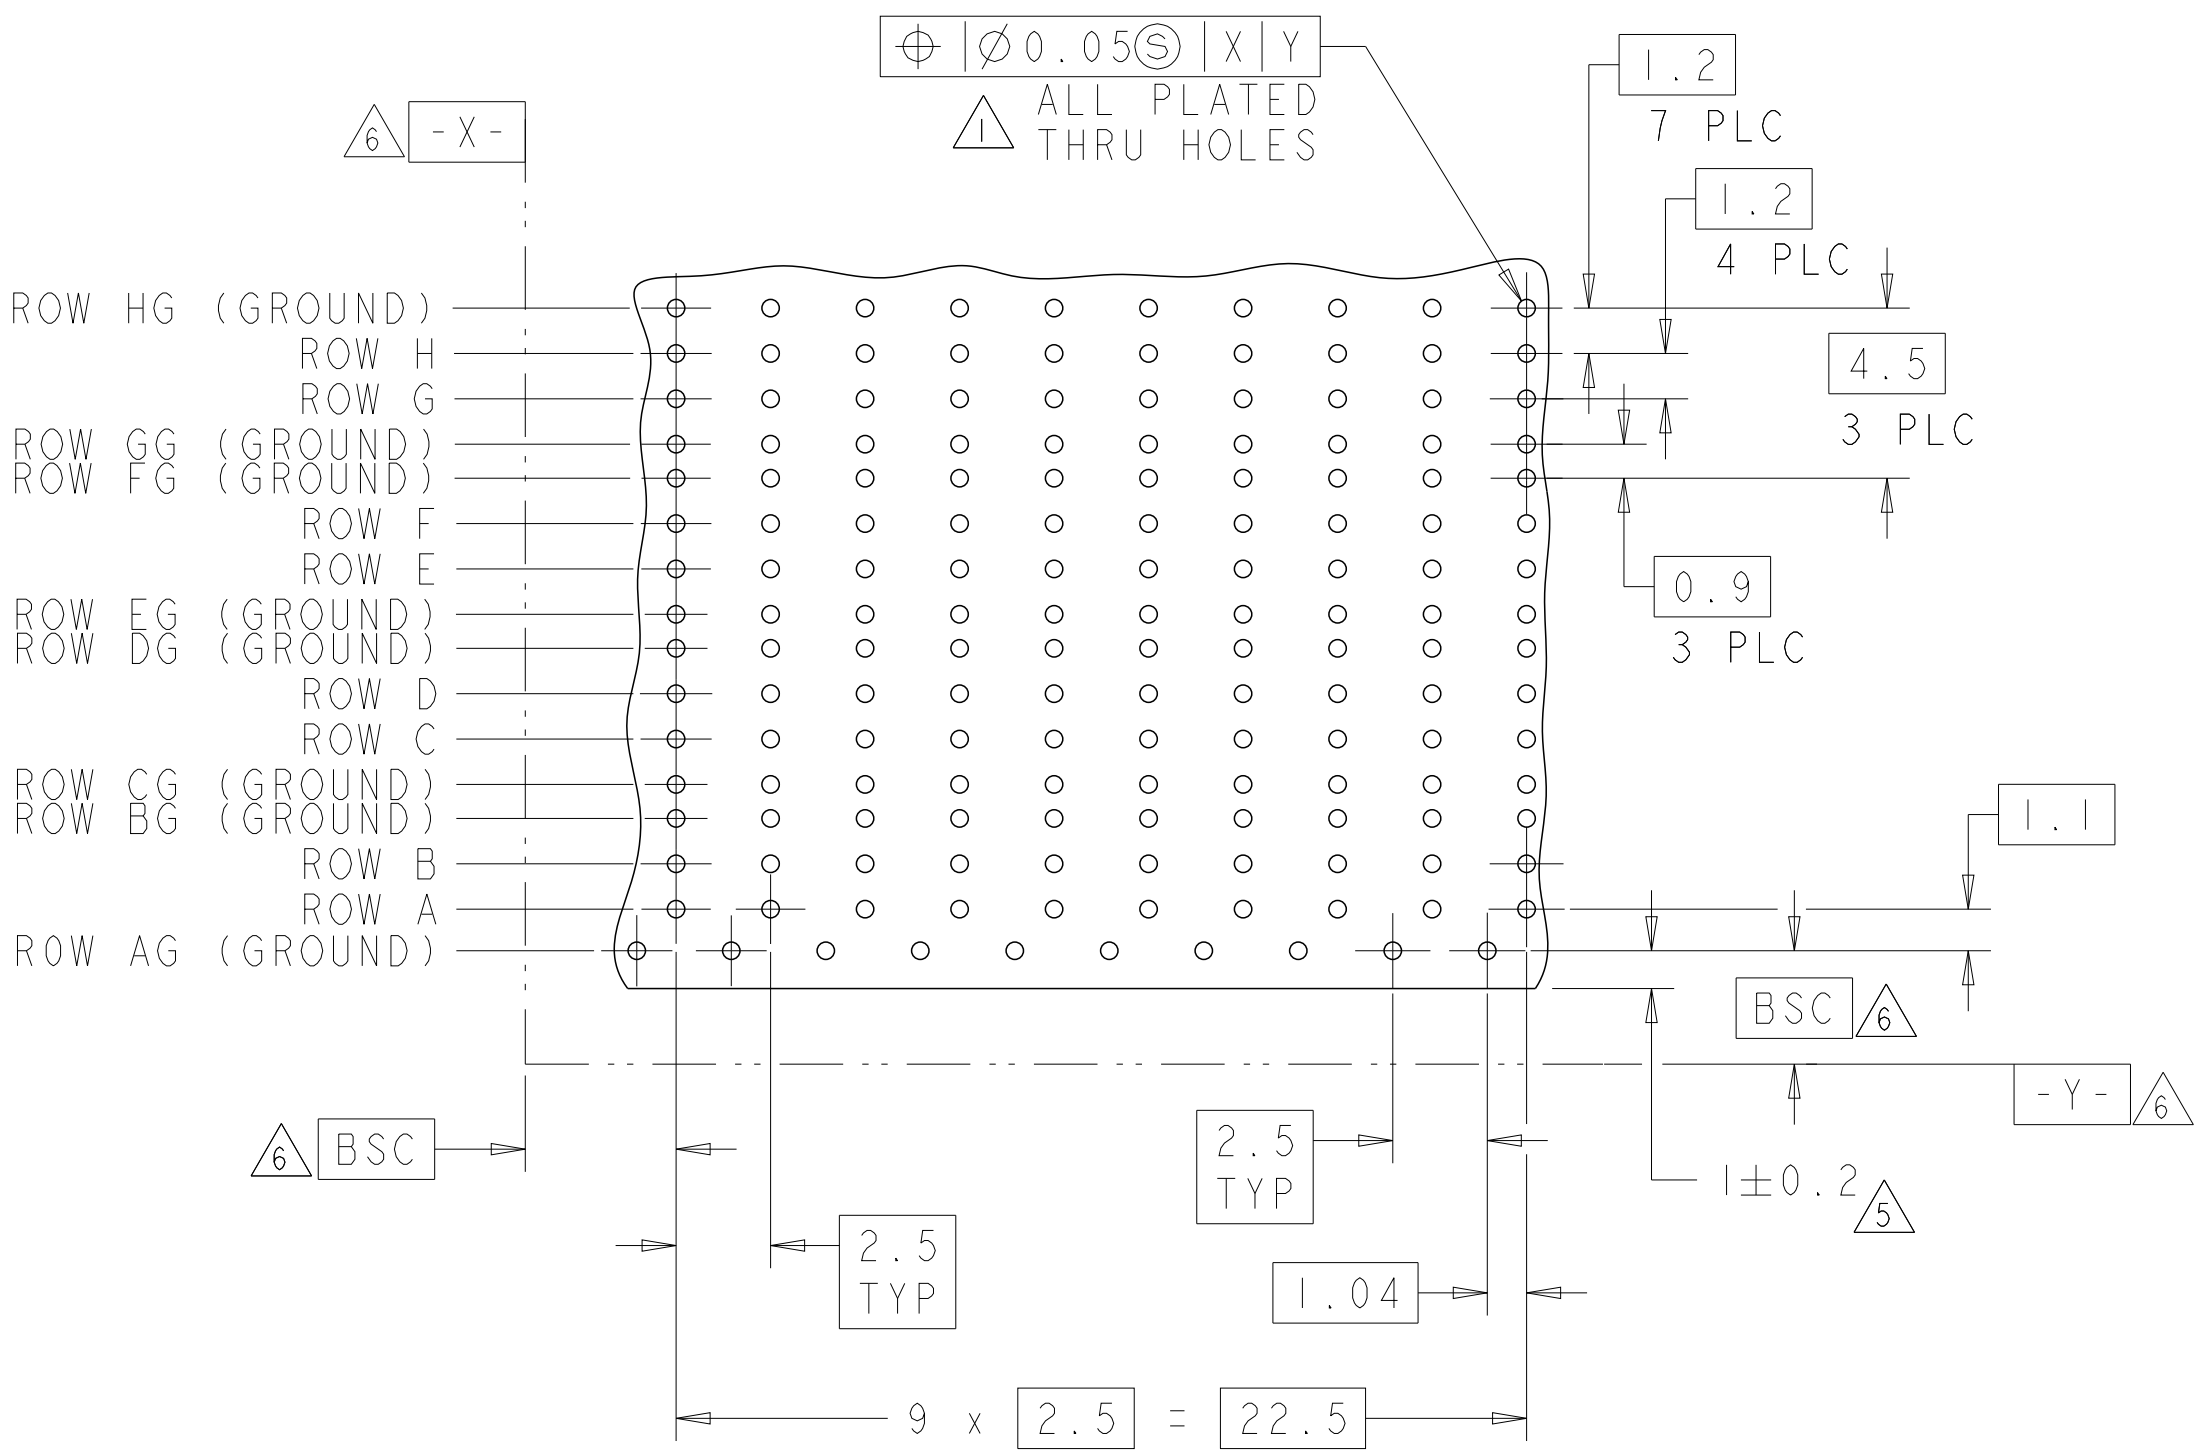 ⌖ ∅0.05Ⓢ X Y
1 ALL PLATED
THRU HOLES
1.2
7 PLC
6 -X-
1.2
4 PLC
ROW HG (GROUND)
ROW H
ROW G
ROW GG (GROUND)
ROW FG (GROUND)
ROW F
ROW E
ROW EG (GROUND)
ROW DG (GROUND)
ROW D
ROW C
ROW CG (GROUND)
ROW BG (GROUND)
ROW B
ROW A
ROW AG (GROUND)
4.5
3 PLC
0.9
3 PLC
1.1
BSC 6
-Y- 6
6 BSC
2.5
TYP
1±0.2 5
2.5
TYP
1.04
9 x 2.5 = 22.5